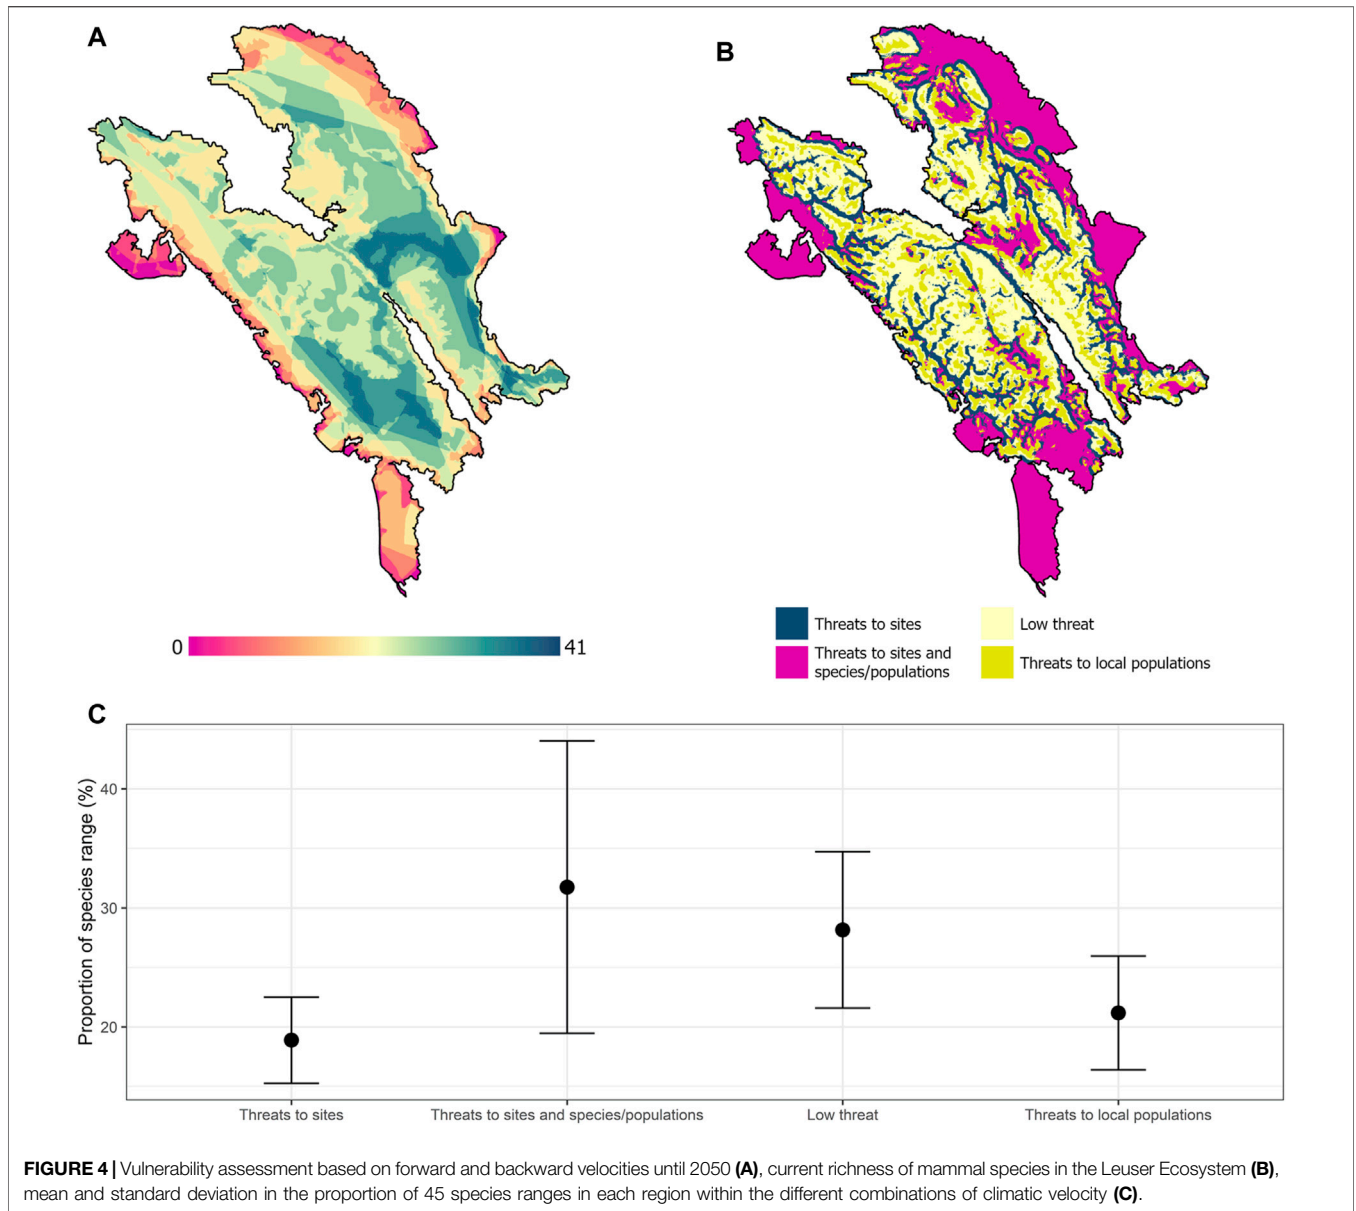 A
B
0
41
Threats to sites
Low threat
Threats to sites and
species/populations
Threats to local populations
C
Proportion of species range (%)
40
30
20
Threats to sites
Threats to sites and species/populations
Low threat
Threats to local populations
FIGURE 4 | Vulnerability assessment based on forward and backward velocities until 2050 (A), current richness of mammal species in the Leuser Ecosystem (B),
mean and standard deviation in the proportion of 45 species ranges in each region within the different combinations of climatic velocity (C).